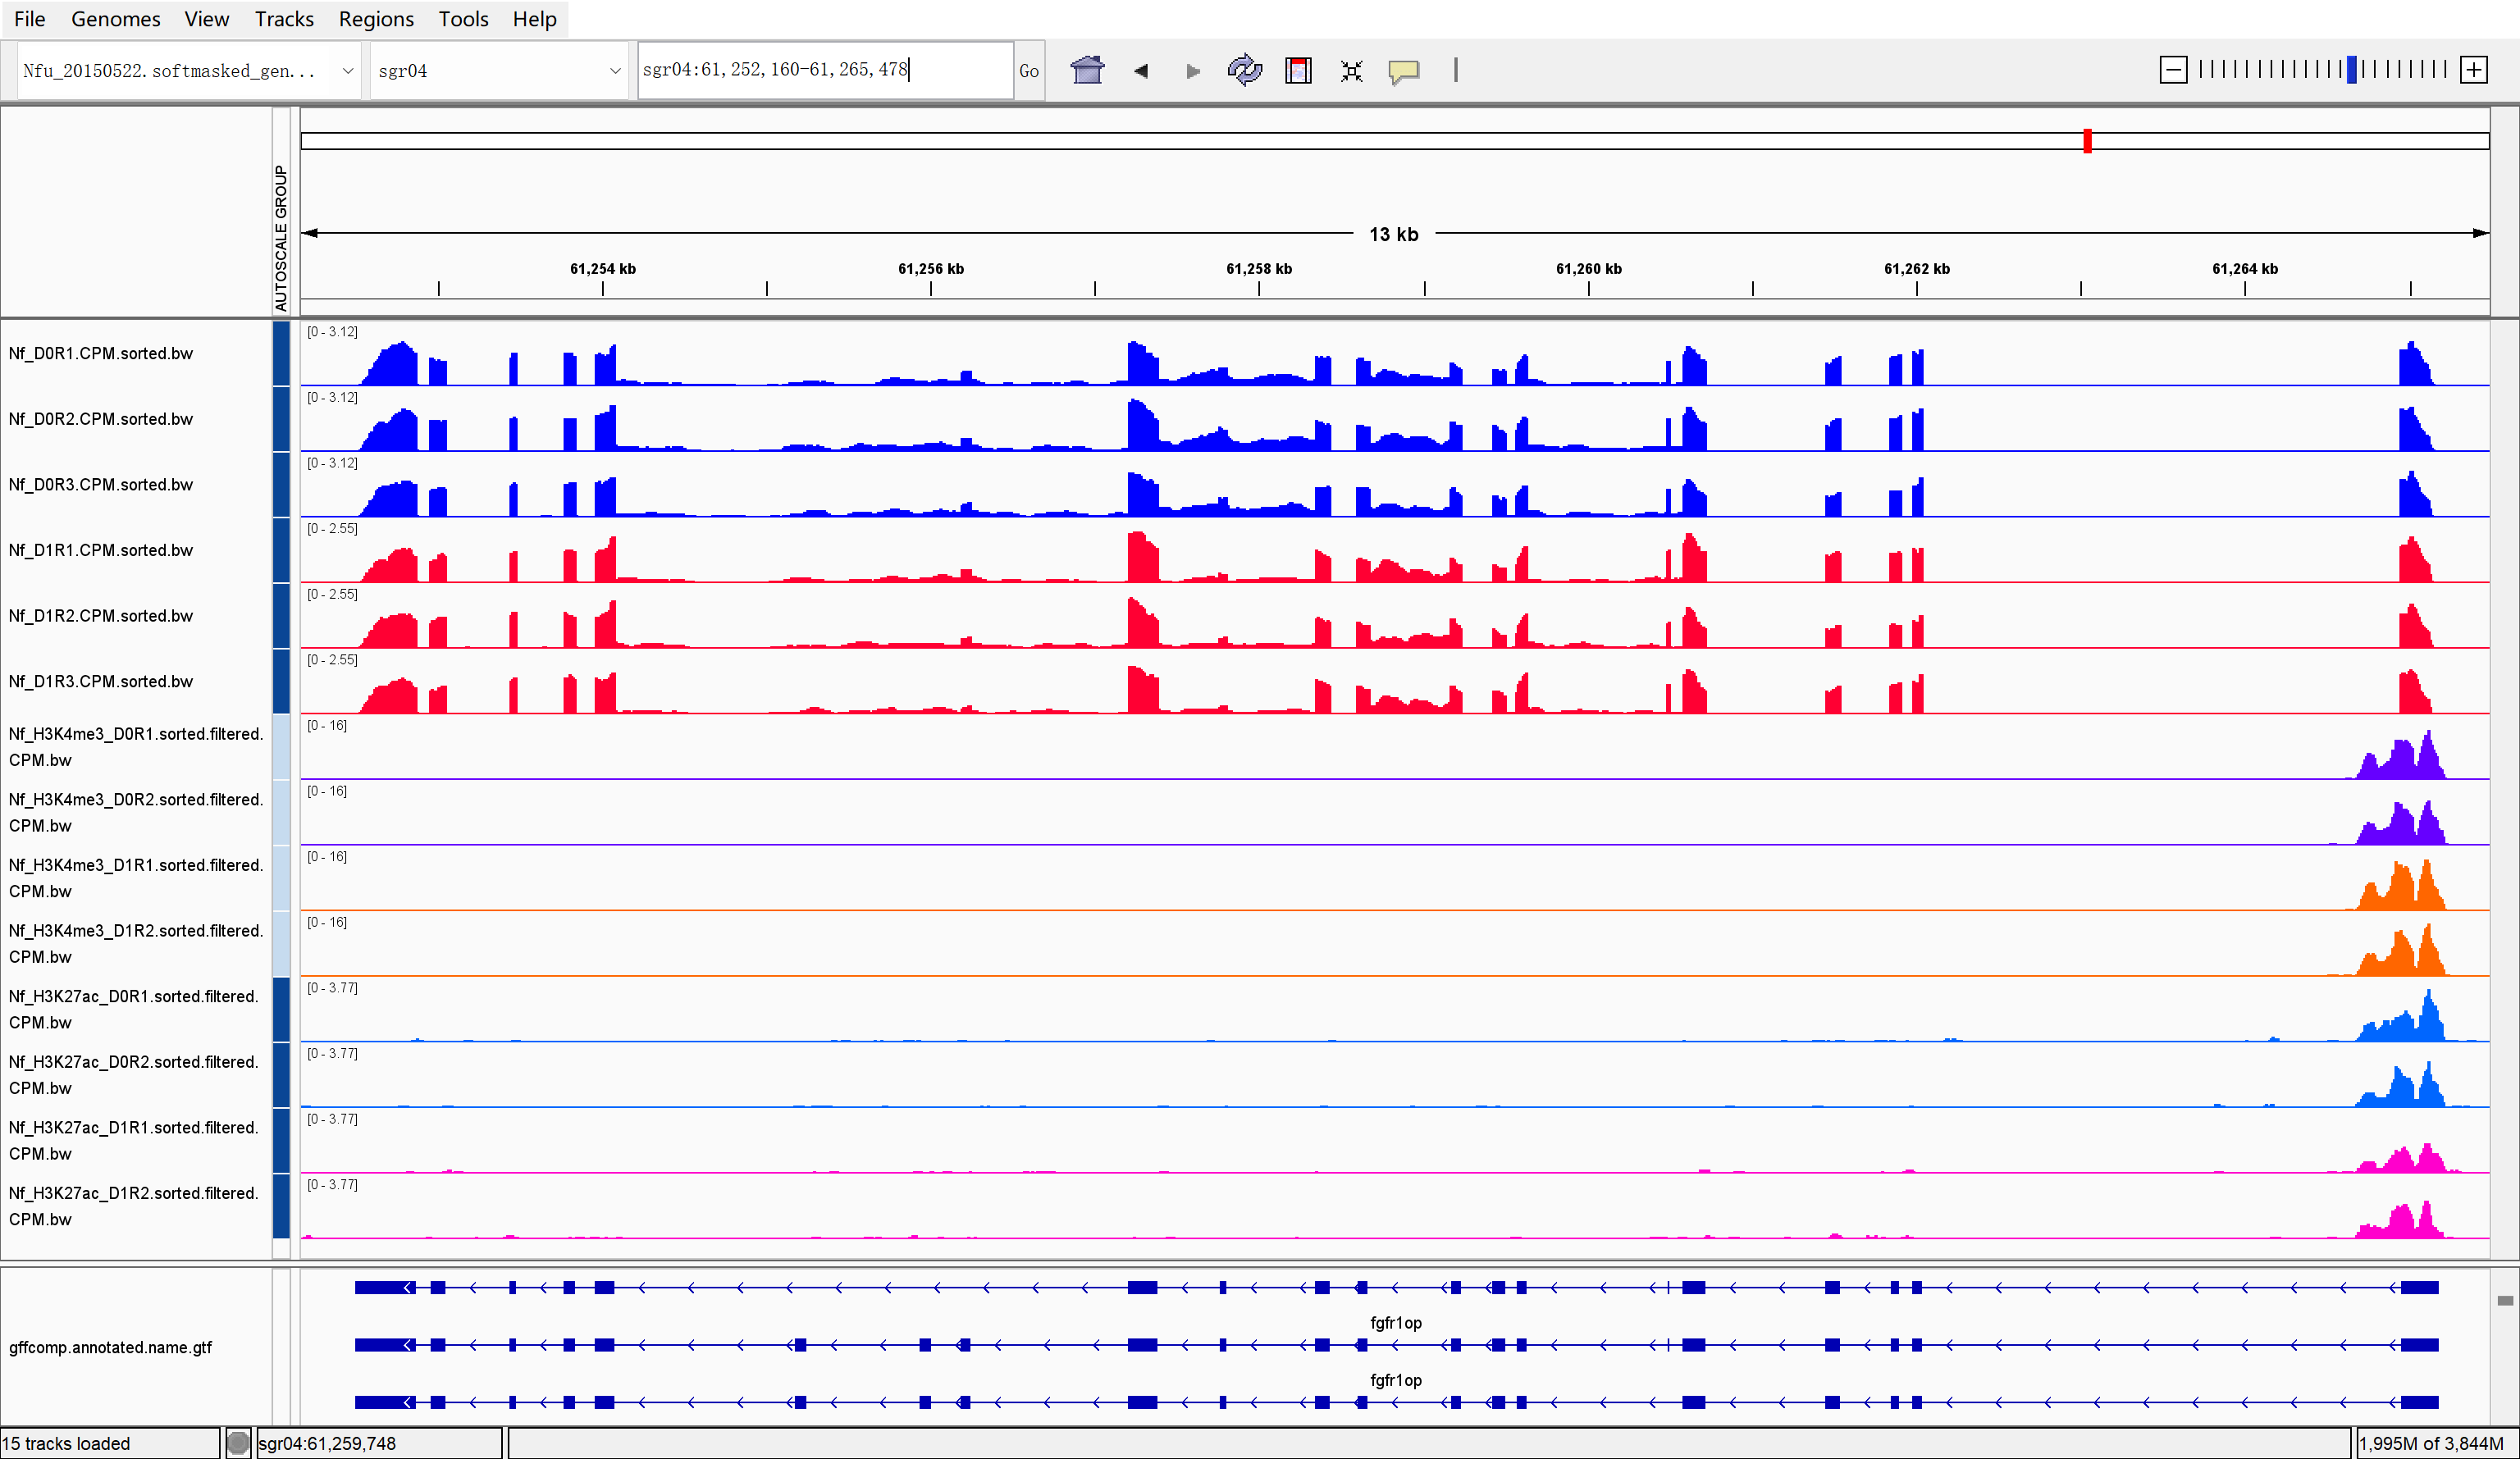 File Genomes View Tracks Regions Tools Help
Nfu_20150522.softmasked_gen... sgr04 sgr04:61,252,160-61,265,478 Go
AUTOSCALE GROUP
13 kb
61,254 kb 61,256 kb 61,258 kb 61,260 kb 61,262 kb 61,264 kb
[0 - 3.12]
Nf_D0R1.CPM.sorted.bw
[0 - 3.12]
Nf_D0R2.CPM.sorted.bw
[0 - 3.12]
Nf_D0R3.CPM.sorted.bw
[0 - 2.55]
Nf_D1R1.CPM.sorted.bw
[0 - 2.55]
Nf_D1R2.CPM.sorted.bw
[0 - 2.55]
Nf_D1R3.CPM.sorted.bw
[0 - 16]
Nf_H3K4me3_D0R1.sorted.filtered.
CPM.bw
[0 - 16]
Nf_H3K4me3_D0R2.sorted.filtered.
CPM.bw
[0 - 16]
Nf_H3K4me3_D1R1.sorted.filtered.
CPM.bw
[0 - 16]
Nf_H3K4me3_D1R2.sorted.filtered.
CPM.bw
[0 - 3.77]
Nf_H3K27ac_D0R1.sorted.filtered.
CPM.bw
[0 - 3.77]
Nf_H3K27ac_D0R2.sorted.filtered.
CPM.bw
[0 - 3.77]
Nf_H3K27ac_D1R1.sorted.filtered.
CPM.bw
[0 - 3.77]
Nf_H3K27ac_D1R2.sorted.filtered.
CPM.bw
fgfr1op
gffcomp.annotated.name.gtf
fgfr1op
15 tracks loaded sgr04:61,259,748 1,995M of 3,844M